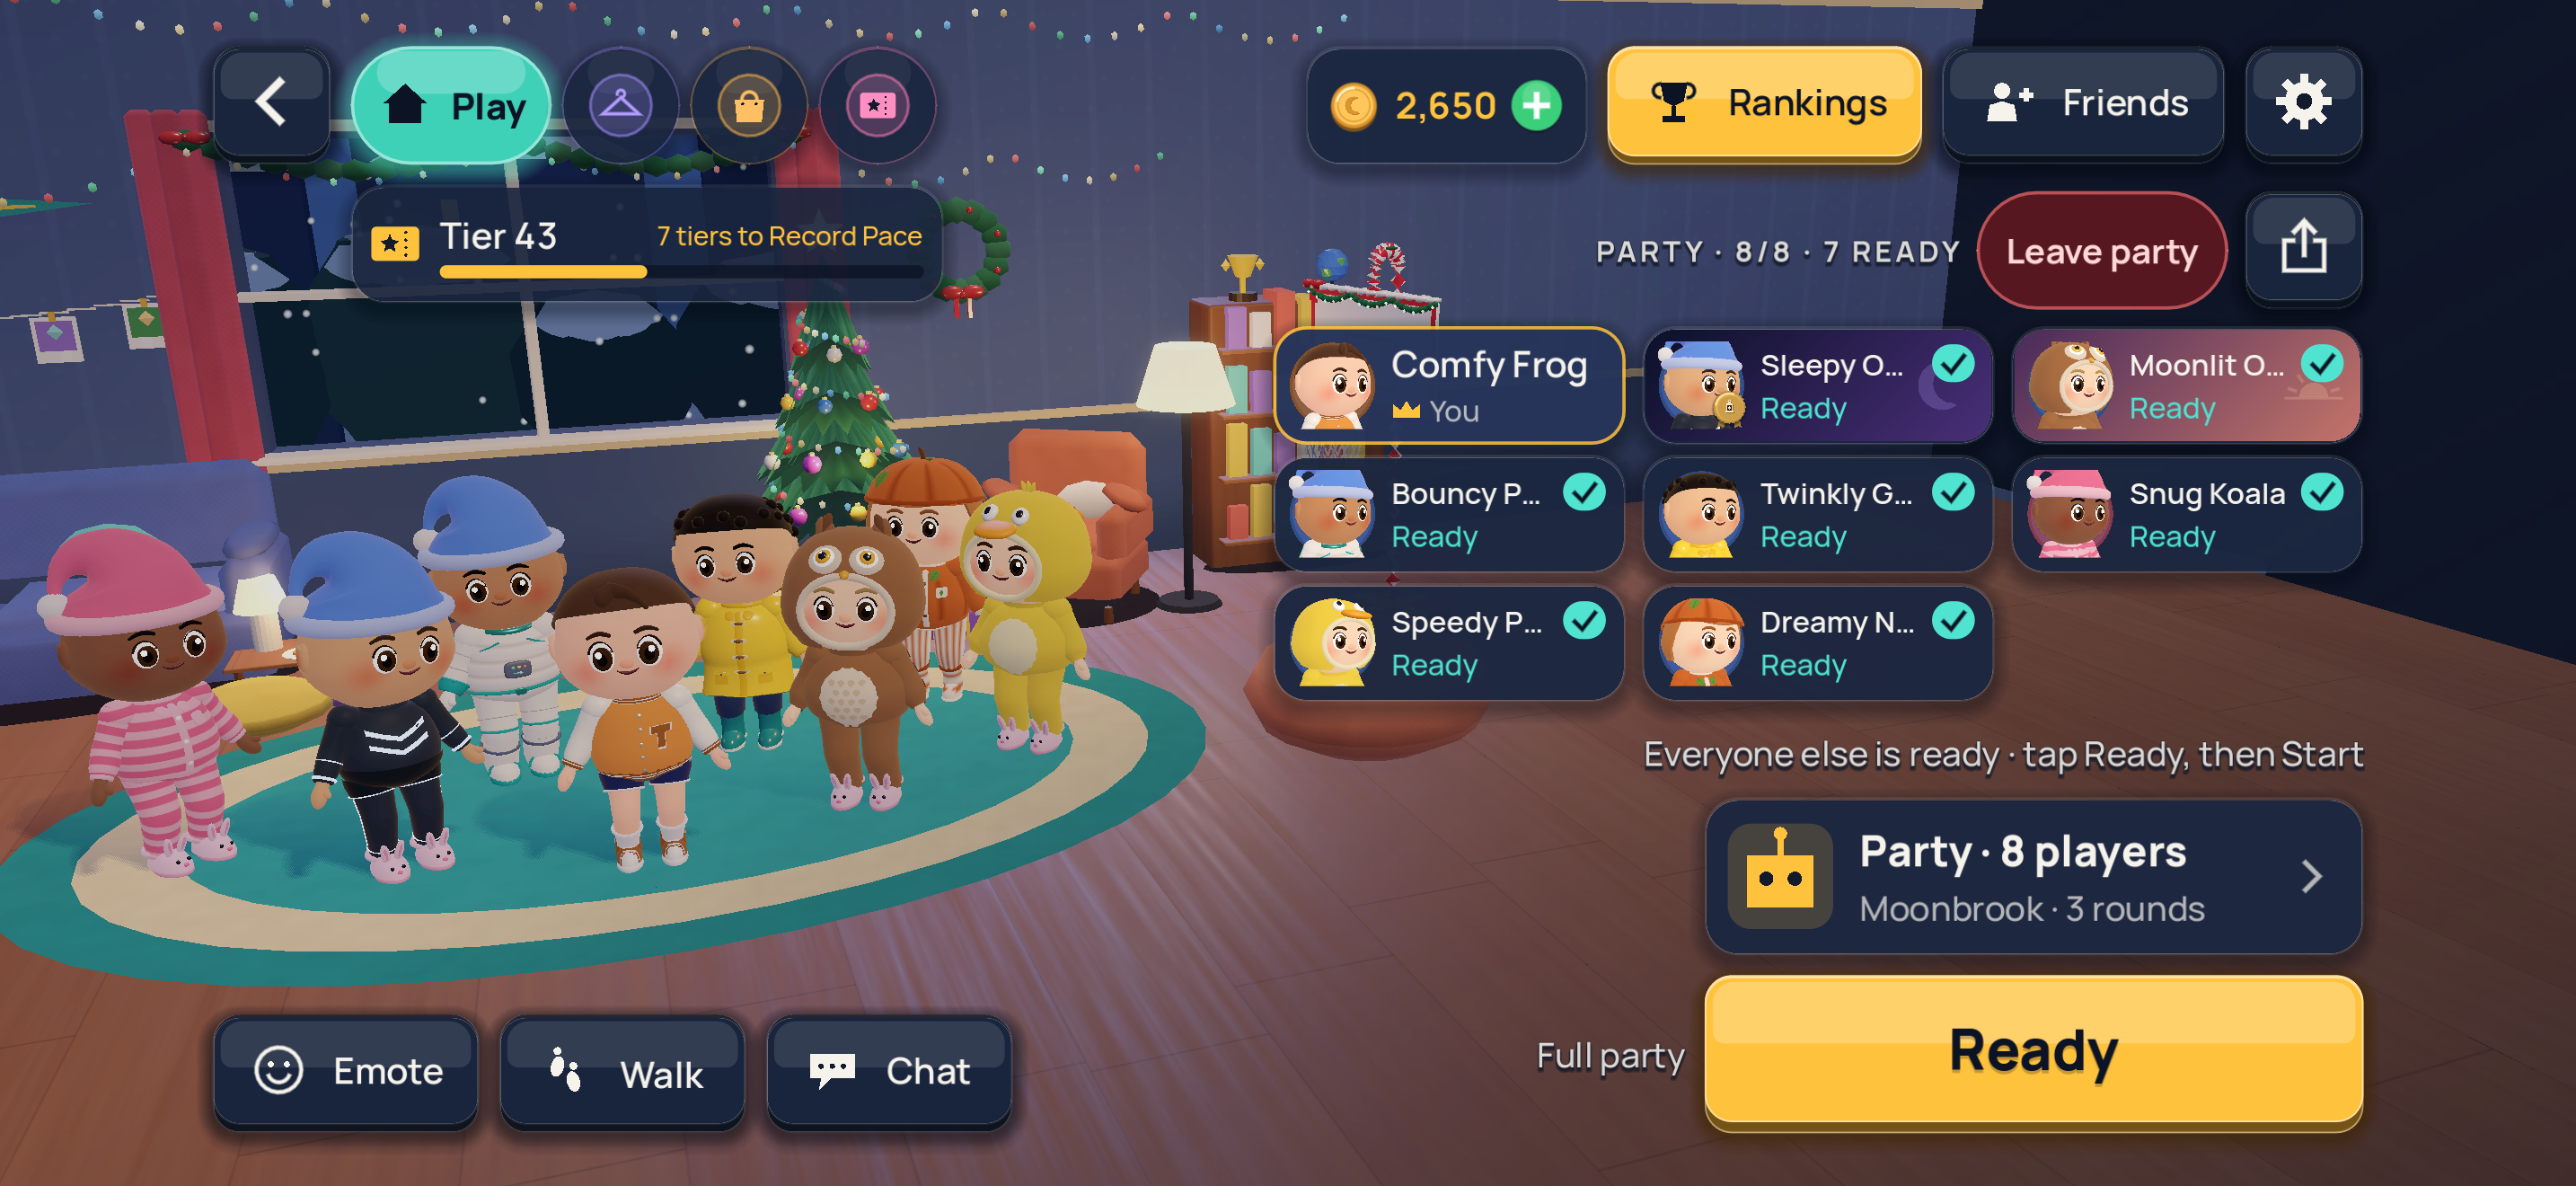 Play
2,650
Rankings
Friends
Tier 43
7 tiers to Record Pace
PARTY · 8/8 · 7 READY
Leave party
Comfy Frog
You
Sleepy O...
Ready
Moonlit O...
Ready
Bouncy P...
Ready
Twinkly G...
Ready
Snug Koala
Ready
Speedy P...
Ready
Dreamy N...
Ready
T
Everyone else is ready · tap Ready, then Start
Party · 8 players
Moonbrook · 3 rounds
Emote
Walk
Chat
Full party
Ready